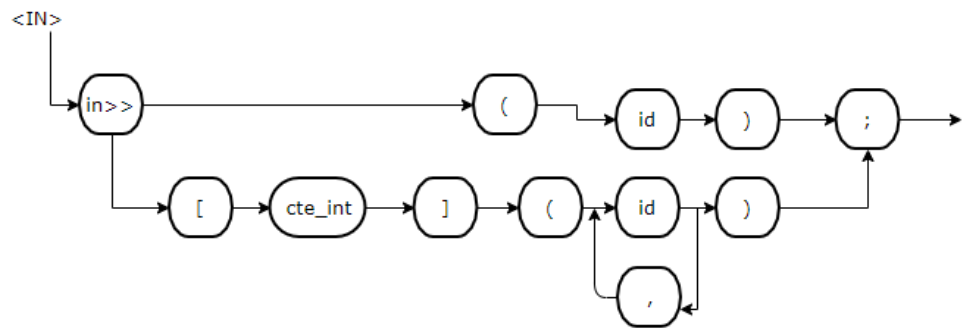 <IN>
in>> ( id ) ;
[ cte_int ] ( id )
,